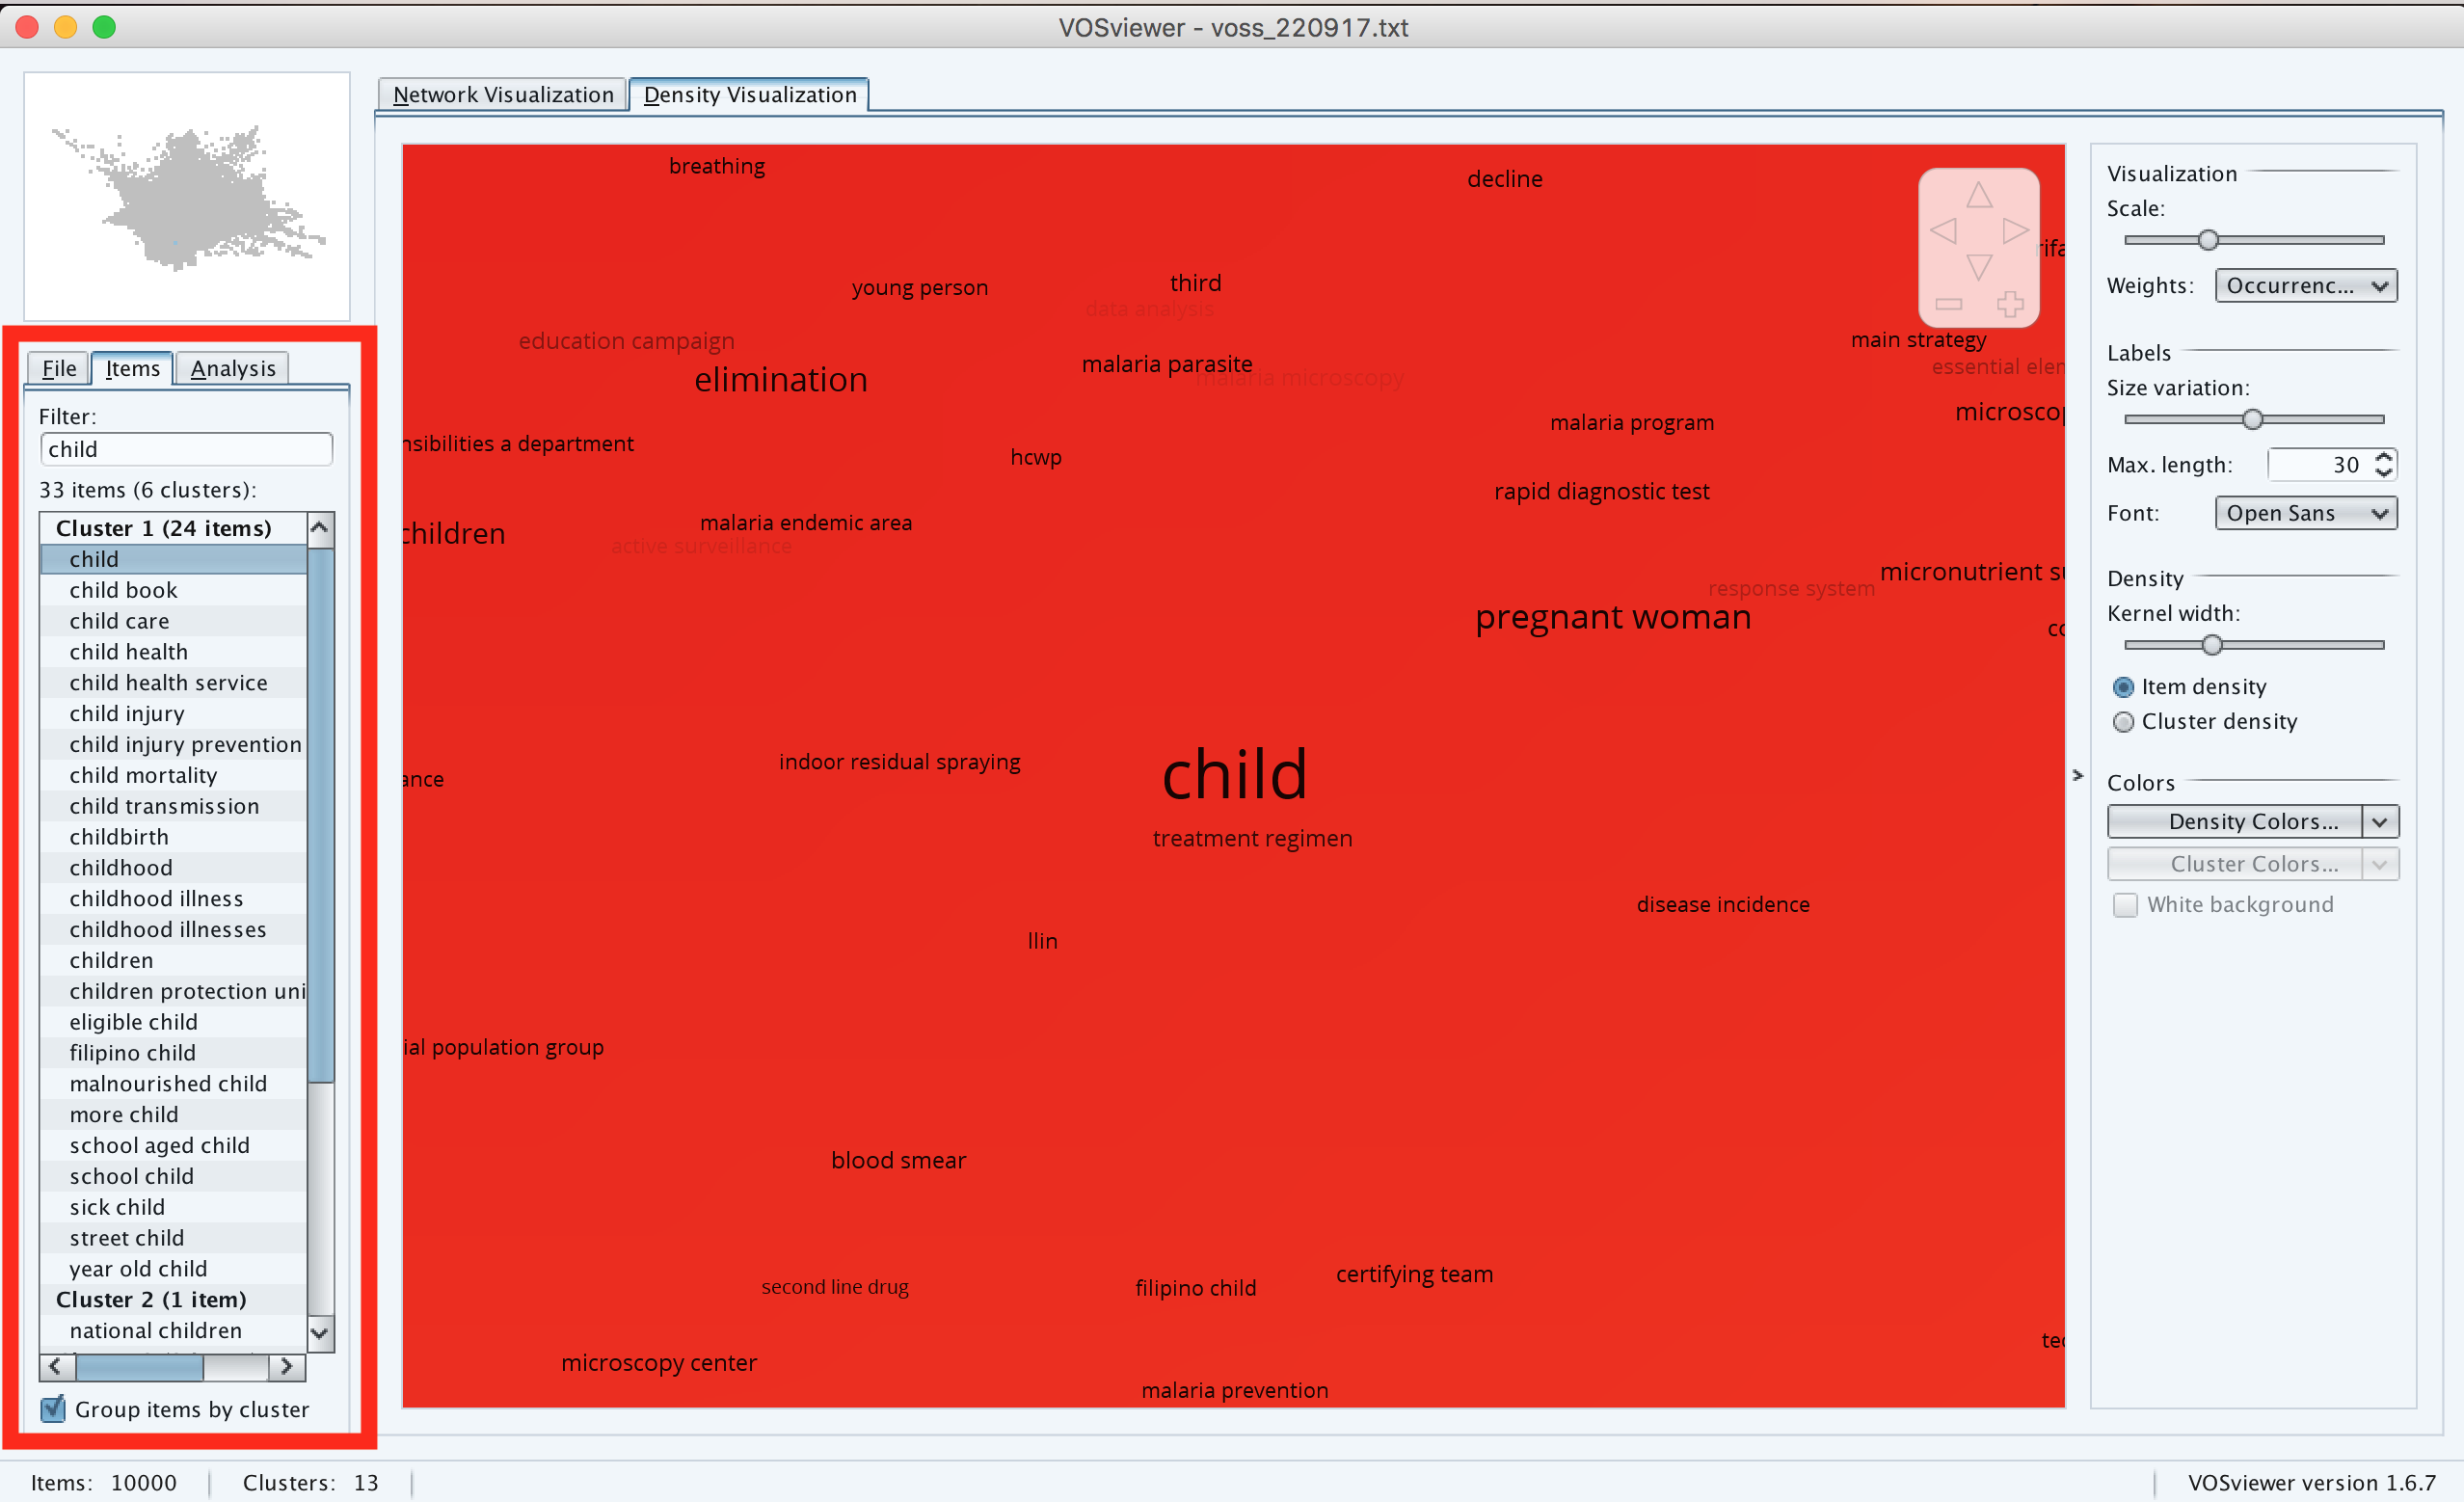 VOSviewer - voss_220917.txt
Network Visualization
Density Visualization
File
Items
Analysis
Filter:
child
33 items (6 clusters):
Cluster 1 (24 items)
child
child book
child care
child health
child health service
child injury
child injury prevention
child mortality
child transmission
childbirth
childhood
childhood illness
childhood illnesses
children
children protection uni
eligible child
filipino child
malnourished child
more child
school aged child
school child
sick child
street child
year old child
Cluster 2 (1 item)
national children
Group items by cluster
breathing
decline
rifa
young person
third
data analysis
education campaign
main strategy
malaria parasite
essential elem
elimination
malaria microscopy
microscop
malaria program
nsibilities a department
hcwp
rapid diagnostic test
malaria endemic area
children
active surveillance
micronutrient su
response system
pregnant woman
co
indoor residual spraying
child
ance
treatment regimen
disease incidence
llin
ial population group
blood smear
certifying team
second line drug
filipino child
tec
microscopy center
malaria prevention
Visualization
Scale:
Weights: Occurrenc...
Labels
Size variation:
Max. length: 30
Font: Open Sans
Density
Kernel width:
Item density
Cluster density
Colors
Density Colors...
Cluster Colors...
White background
Items: 10000
Clusters: 13
VOSviewer version 1.6.7